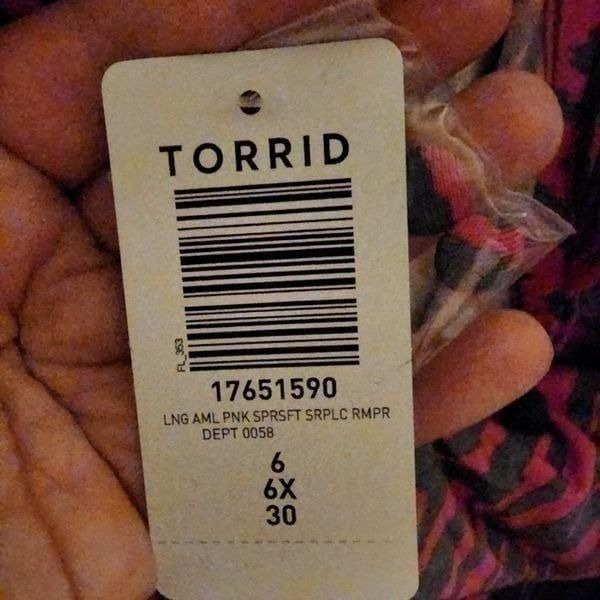 TORRID
FL_353
17651590
LNG AML PNK SPRSFT SRPLC RMPR
DEPT 0058
6
6X
30